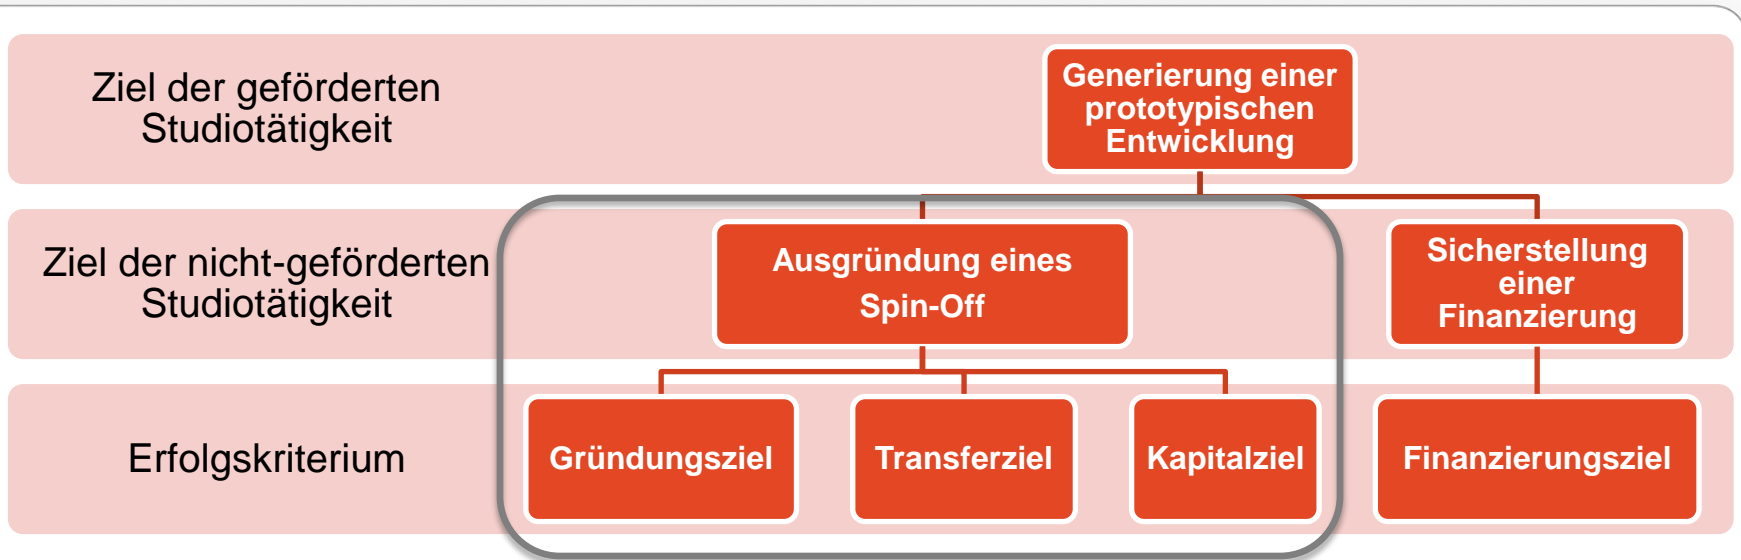 Ziel der geförderten
Studiotätigkeit
Generierung einer
prototypischen
Entwicklung
Ziel der nicht-geförderten
Studiotätigkeit
Ausgründung eines
Spin-Off
Sicherstellung
einer
Finanzierung
Erfolgskriterium
Gründungsziel
Transferziel
Kapitalziel
Finanzierungsziel